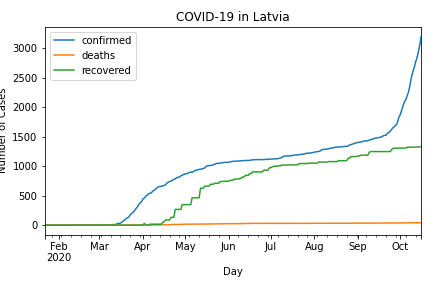 COVID-19 in Latvia
confirmed
deaths
recovered
3000
2500
2000
1500
1000
500
0
Number of Cases
Feb Mar Apr May Jun Jul Aug Sep Oct
2020
Day